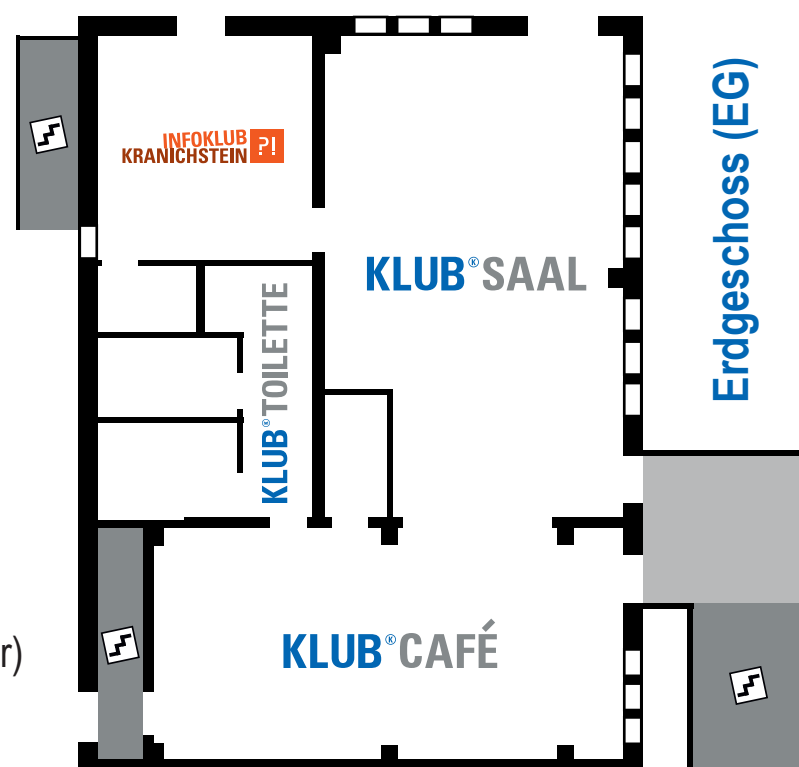 INFOKLUB
KRANICHSTEIN ?!
KLUB®SAAL
Erdgeschoss (EG)
KLUB®TOILETTE
KLUB®CAFÉ
r)